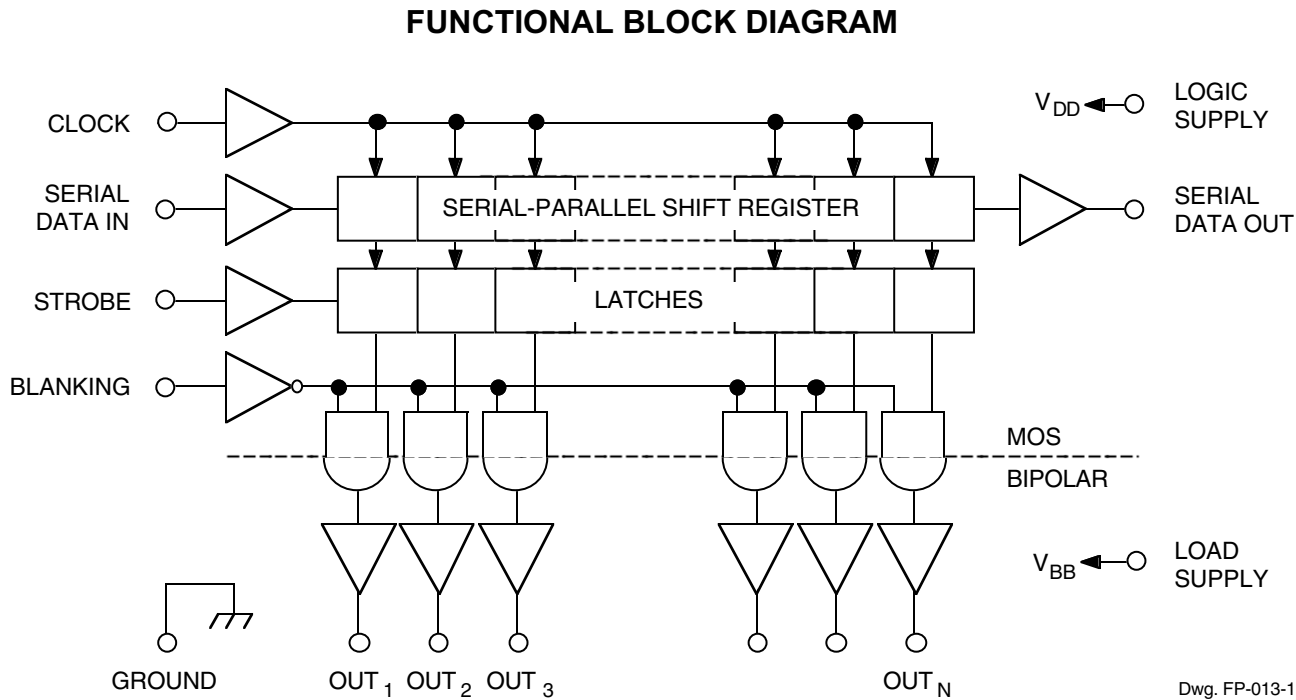 FUNCTIONAL BLOCK DIAGRAM
CLOCK
V DD
LOGIC
SUPPLY
SERIAL
DATA IN
SERIAL-PARALLEL SHIFT REGISTER
SERIAL
DATA OUT
STROBE
LATCHES
BLANKING
MOS
BIPOLAR
V BB
LOAD
SUPPLY
GROUND
OUT 1
OUT 2
OUT 3
OUT N
Dwg. FP-013-1